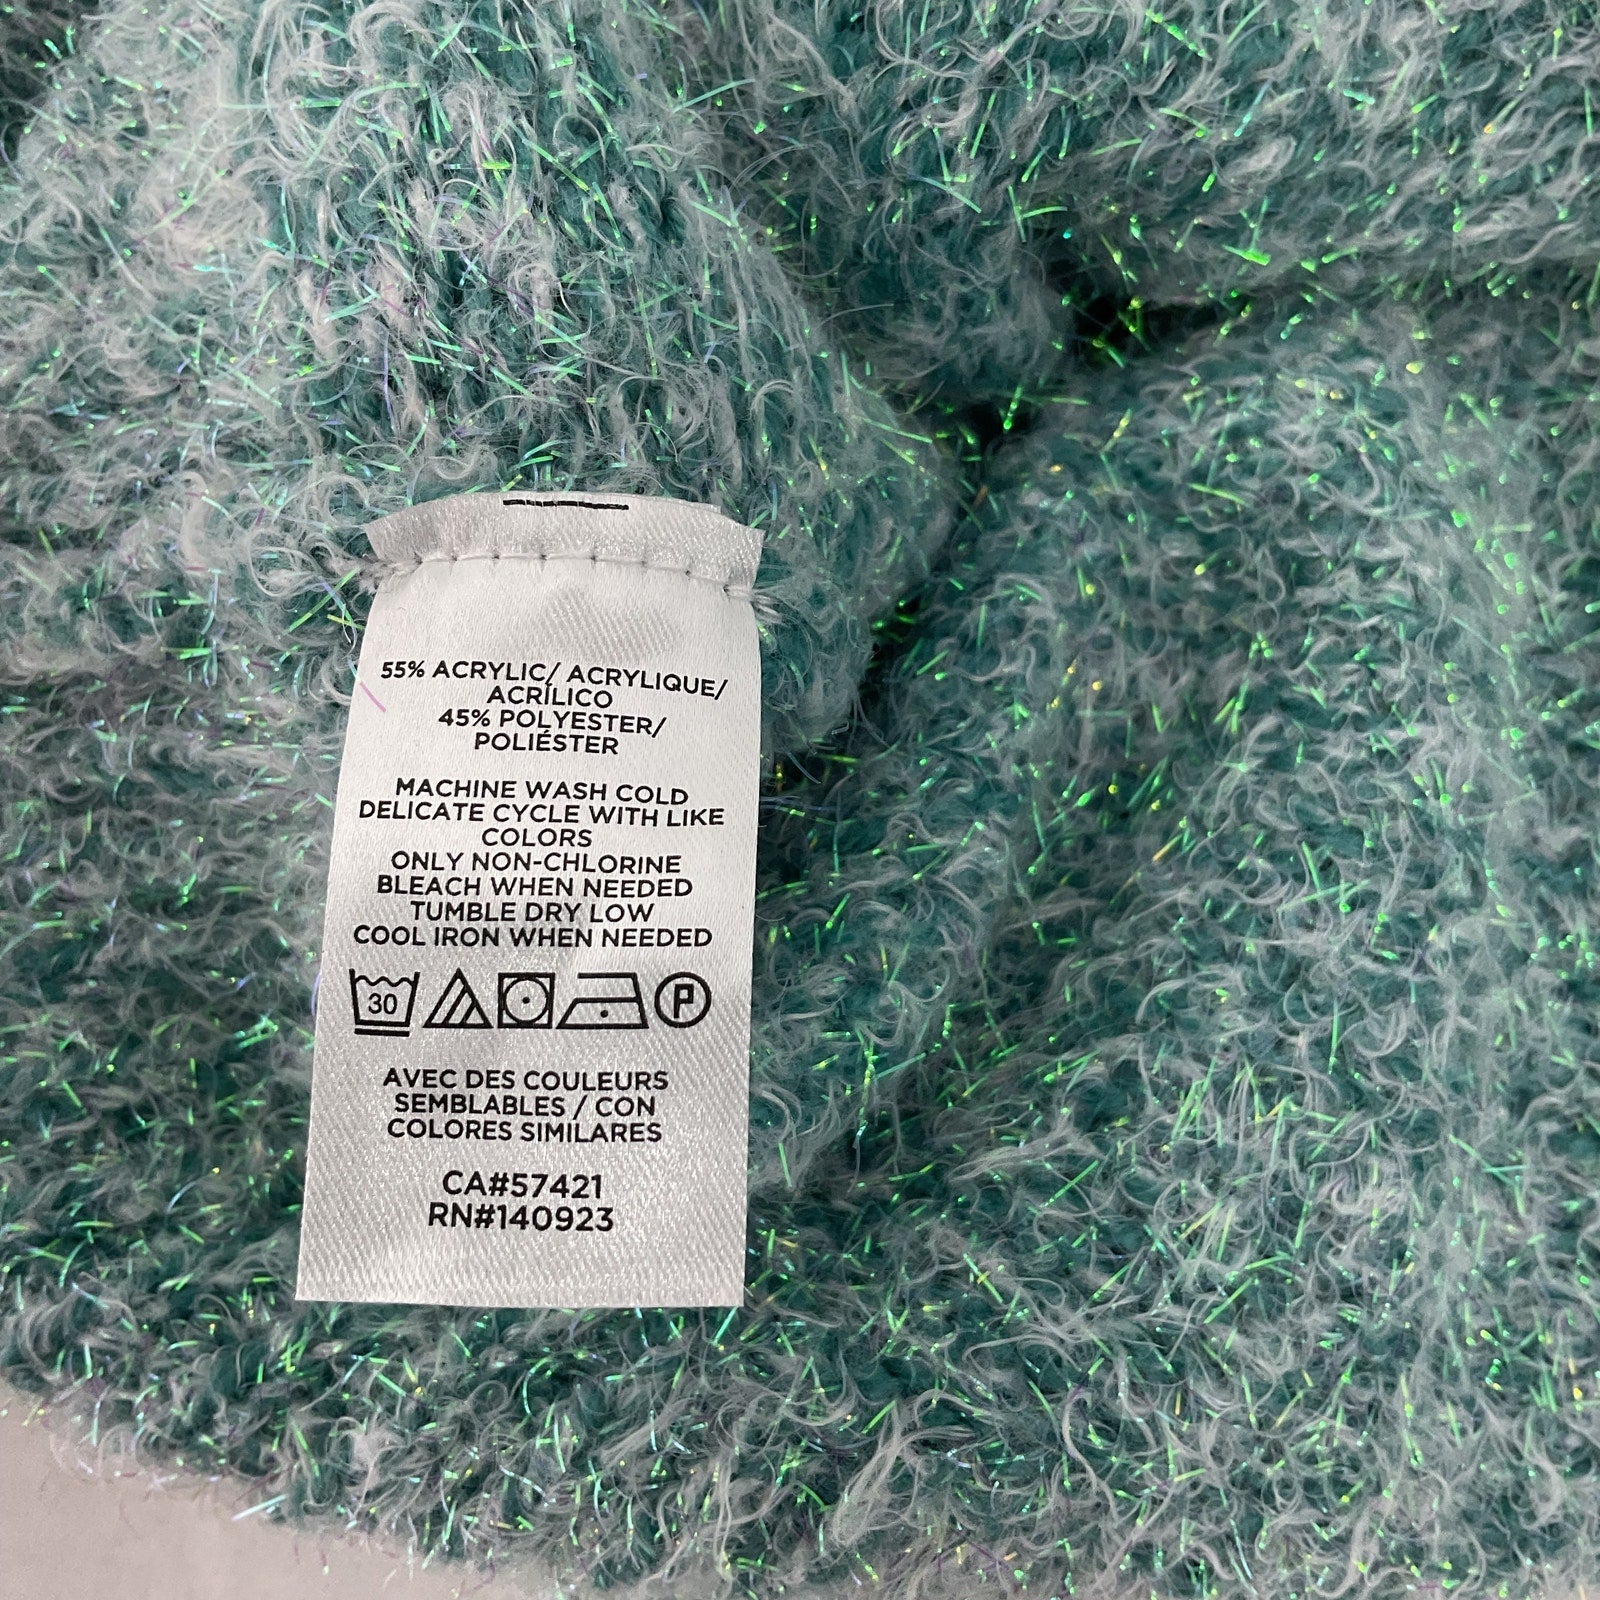 55% ACRYLIC/ ACRYLIQUE/
ACRÍLICO
45% POLYESTER/
POLIÉSTER
MACHINE WASH COLD
DELICATE CYCLE WITH LIKE
COLORS
ONLY NON-CHLORINE
BLEACH WHEN NEEDED
TUMBLE DRY LOW
COOL IRON WHEN NEEDED
30 P
AVEC DES COULEURS
SEMBLABLES / CON
COLORES SIMILARES
CA#57421
RN#140923